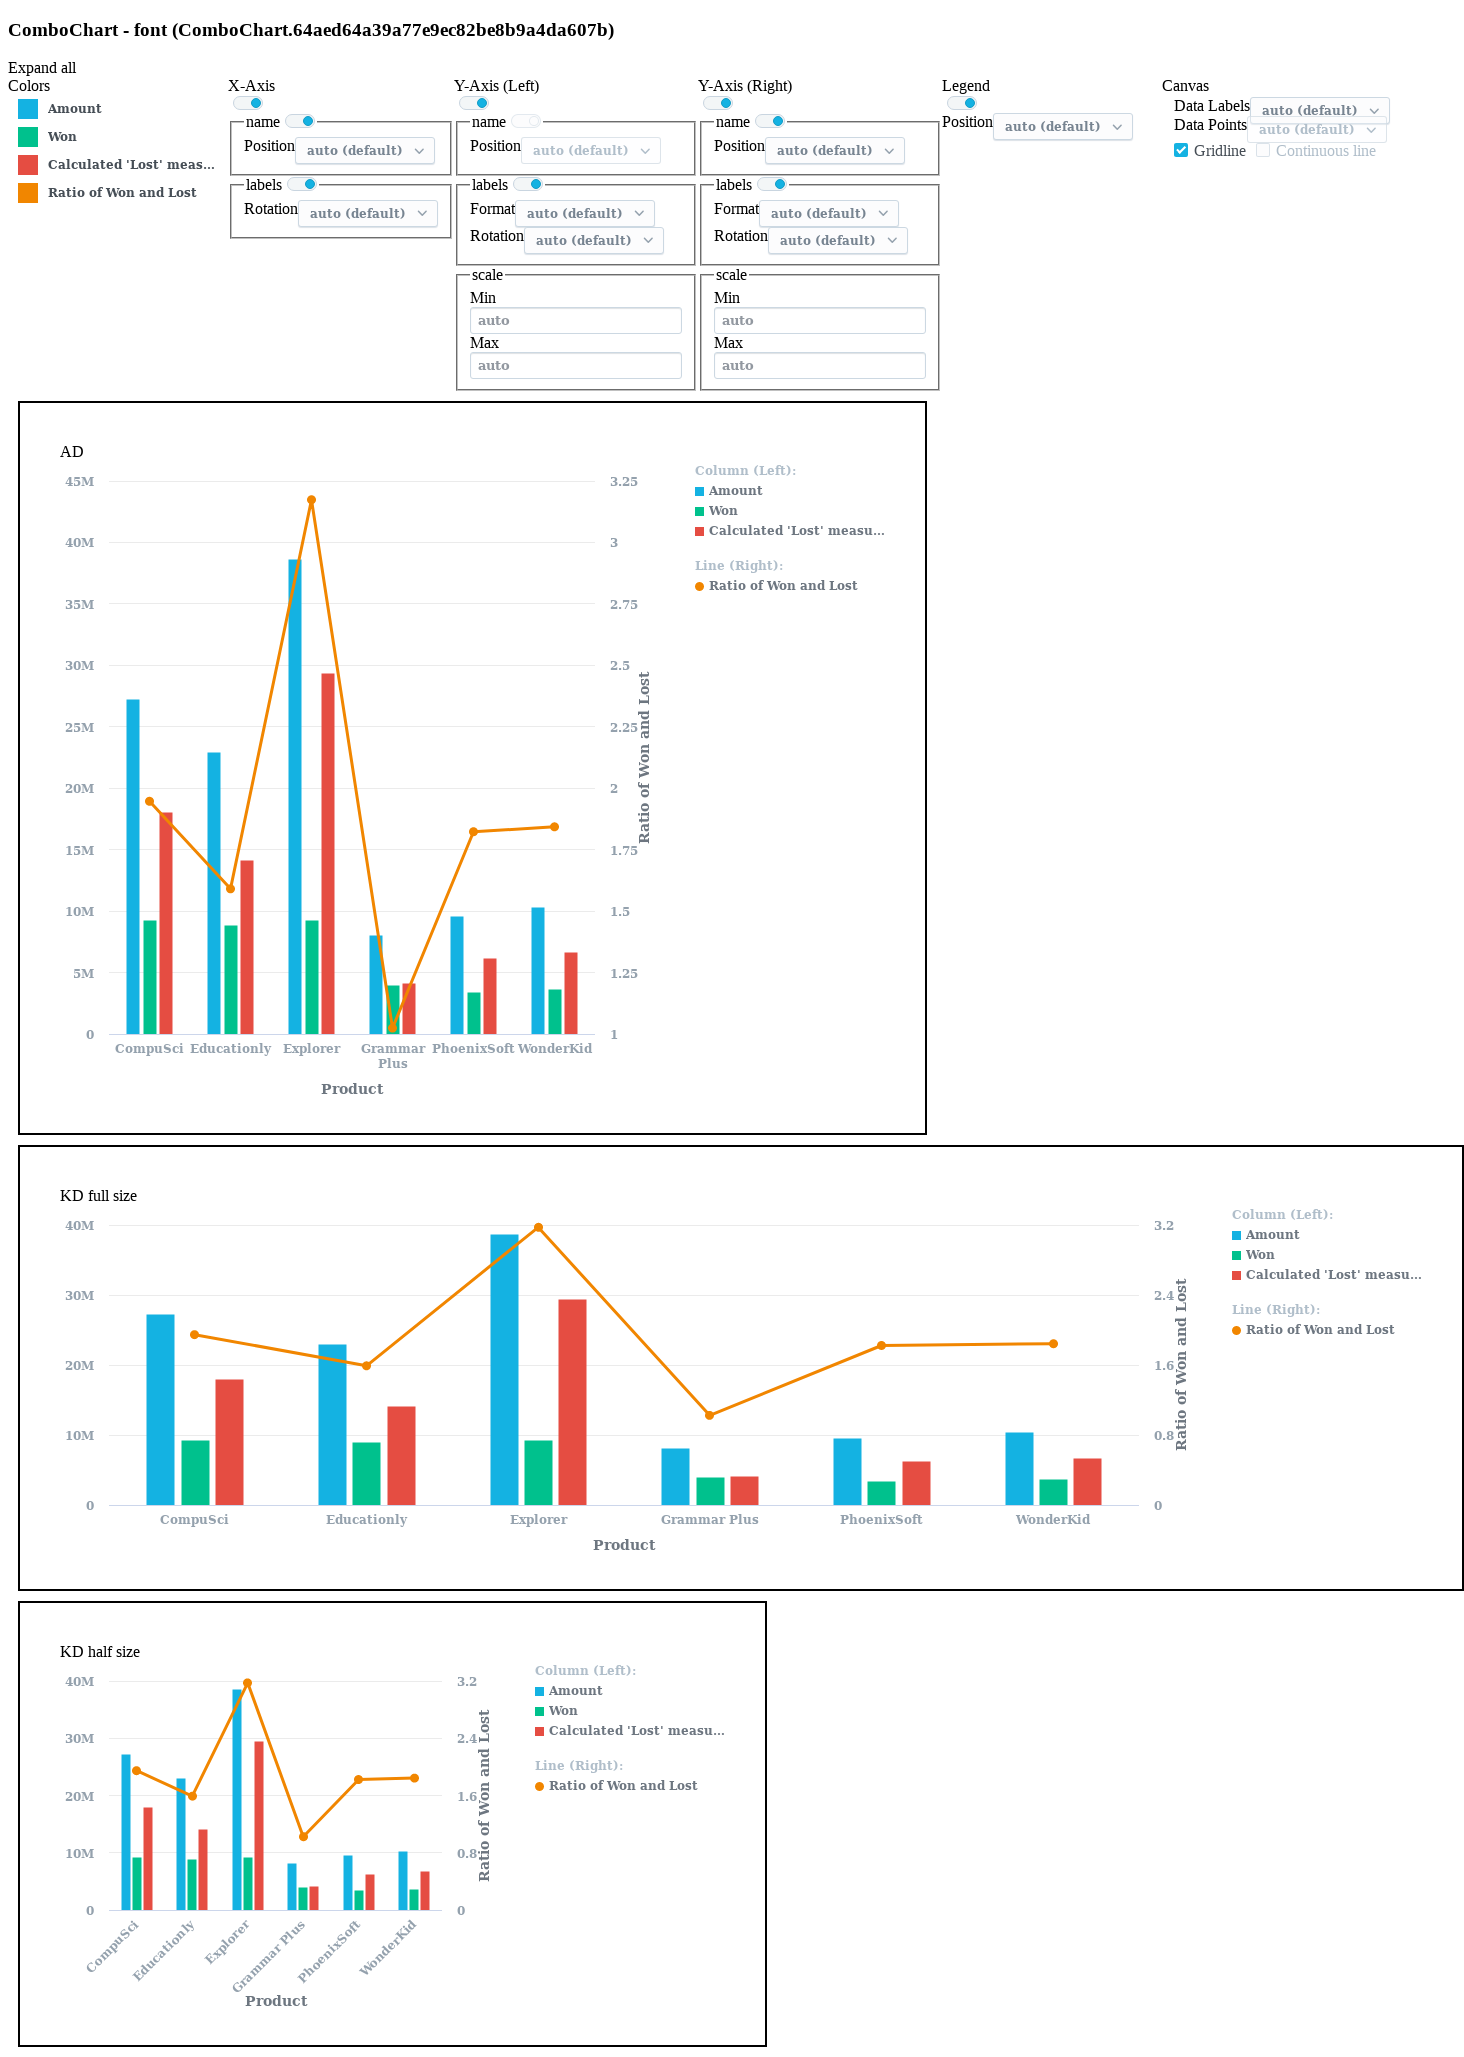 ComboChart - font (ComboChart.64aed64a39a77e9ec82be8b9a4da607b)
Expand all
Colors
Amount
Won
Calculated 'Lost' meas...
Ratio of Won and Lost
X-Axis
name
Position auto (default)
labels
Rotation auto (default)
Y-Axis (Left)
name
Position auto (default)
labels
Format auto (default)
Rotation auto (default)
scale
Min
auto
Max
auto
Y-Axis (Right)
name
Position auto (default)
labels
Format auto (default)
Rotation auto (default)
scale
Min
auto
Max
auto
Legend
Position auto (default)
Canvas
Data Labels auto (default)
Data Points auto (default)
Gridline Continuous line
AD
45M
40M
35M
30M
25M
20M
15M
10M
5M
0
3.25
3
2.75
2.5
2.25
2
1.75
1.5
1.25
1
Ratio of Won and Lost
CompuSci Educationly Explorer Grammar PhoenixSoft WonderKid
Plus
Product
Column (Left):
Amount
Won
Calculated 'Lost' measu...
Line (Right):
Ratio of Won and Lost
KD full size
40M
30M
20M
10M
0
3.2
2.4
1.6
0.8
0
Ratio of Won and Lost
CompuSci Educationly Explorer Grammar Plus PhoenixSoft WonderKid
Product
Column (Left):
Amount
Won
Calculated 'Lost' measu...
Line (Right):
Ratio of Won and Lost
KD half size
40M
30M
20M
10M
0
3.2
2.4
1.6
0.8
0
Ratio of Won and Lost
CompuSci Educationly Explorer Grammar Plus PhoenixSoft WonderKid
Product
Column (Left):
Amount
Won
Calculated 'Lost' measu...
Line (Right):
Ratio of Won and Lost